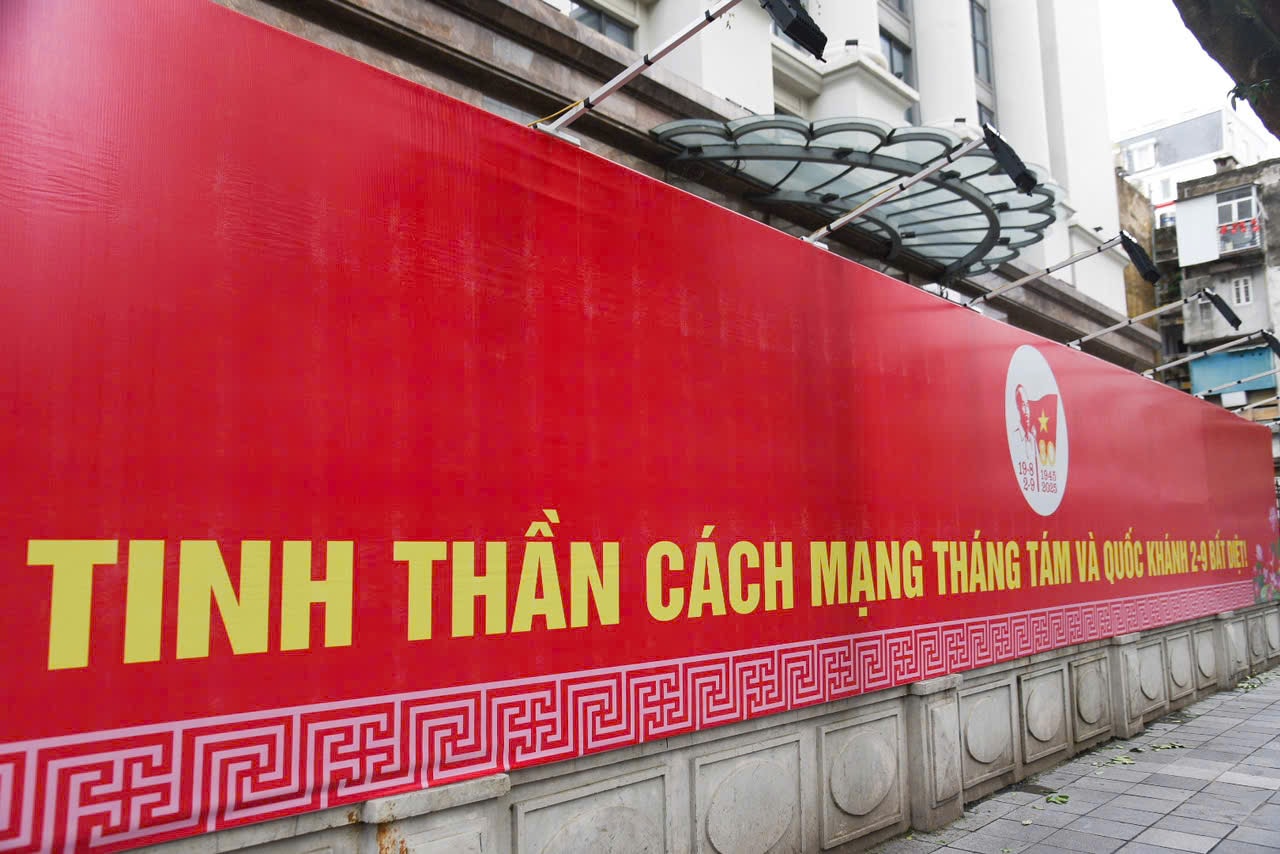 TINH THẦN CÁCH MẠNG THÁNG TÁM VÀ QUỐC KHÁNH 2-9 BẤT DIỆT!
19-8 1945
2-9 2025